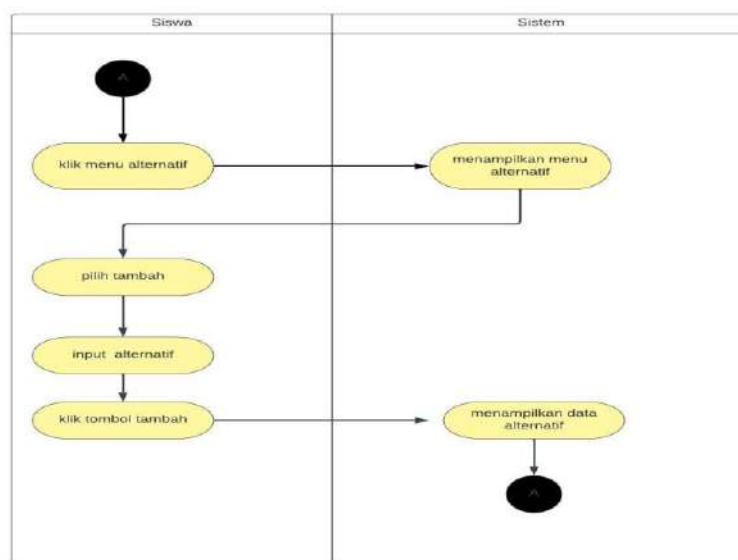 Siswa
Sistem
A
klik menu alternatif
menampilkan menu
alternatif
pilih tambah
input alternatif
klik tombol tambah
menampilkan data
alternatif
A